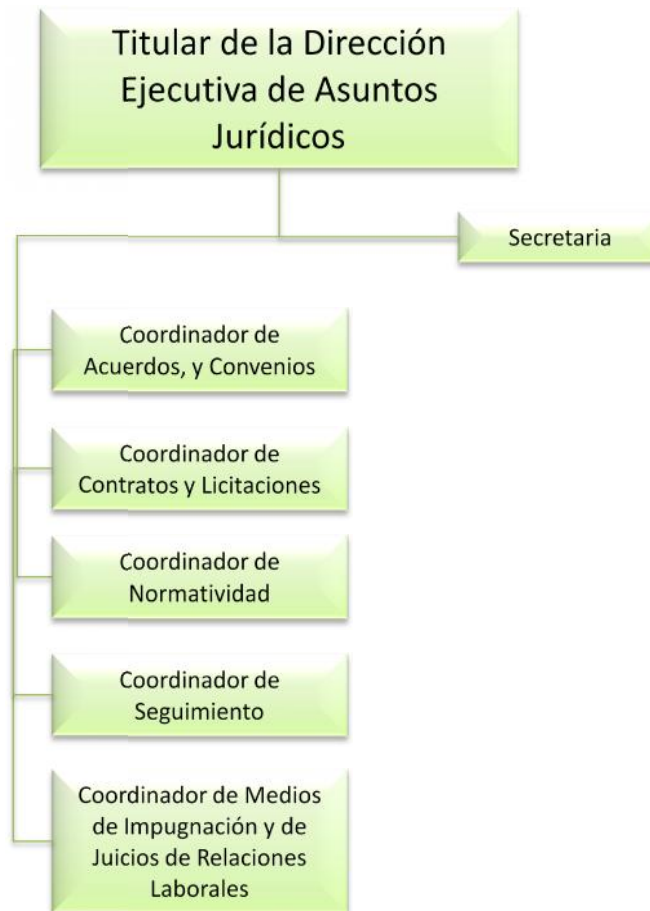 Titular de la Dirección
Ejecutiva de Asuntos
Jurídicos
Secretaria
Coordinador de
Acuerdos, y Convenios
Coordinador de
Contratos y Licitaciones
Coordinador de
Normatividad
Coordinador de
Seguimiento
Coordinador de Medios
de Impugnación y de
Juicios de Relaciones
Laborales